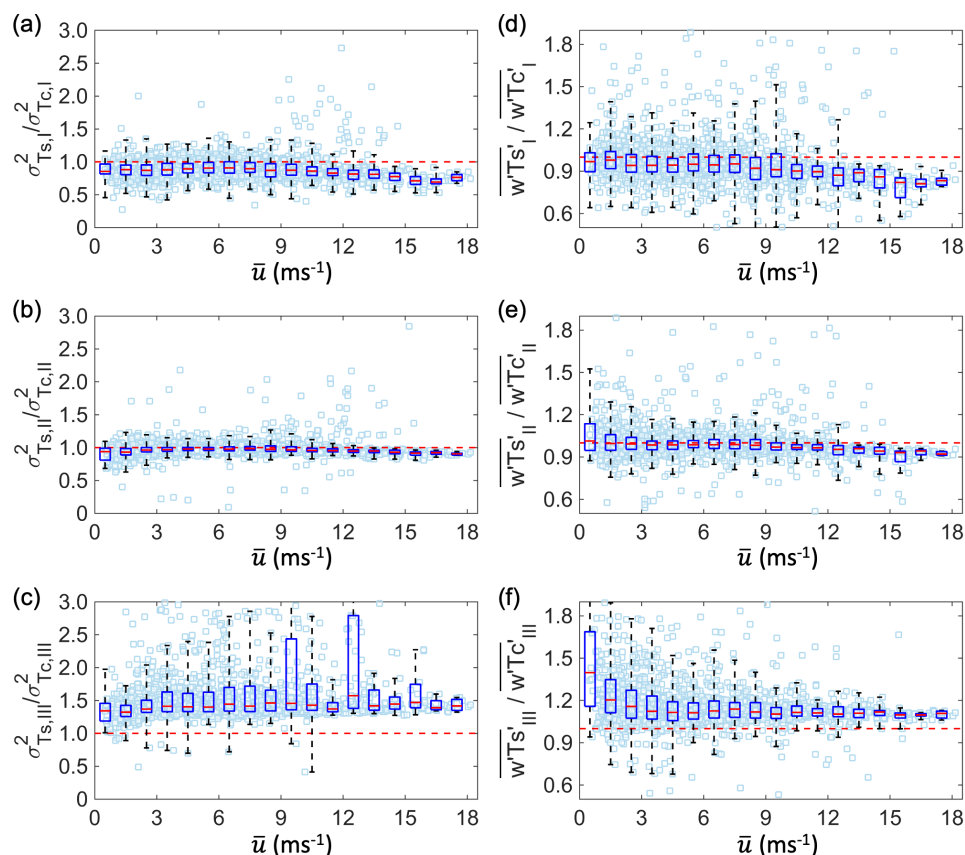 (a)
3.0
2.5
2.0
1.5
1.0
0.5
0
σ²Ts,I/σ²Tc,I
0 3 6 9 12 15 18
ū (ms⁻¹)
(d)
1.8
1.5
1.2
0.9
0.6
w'Ts'I / w'Tc'I
0 3 6 9 12 15 18
ū (ms⁻¹)
(b)
3.0
2.5
2.0
1.5
1.0
0.5
0
σ²Ts,II/σ²Tc,II
0 3 6 9 12 15 18
ū (ms⁻¹)
(e)
1.8
1.5
1.2
0.9
0.6
w'Ts'II / w'Tc'II
0 3 6 9 12 15 18
ū (ms⁻¹)
(c)
3.0
2.5
2.0
1.5
1.0
0.5
0
σ²Ts,III/σ²Tc,III
0 3 6 9 12 15 18
ū (ms⁻¹)
(f)
1.8
1.5
1.2
0.9
0.6
w'Ts'III / w'Tc'III
0 3 6 9 12 15 18
ū (ms⁻¹)